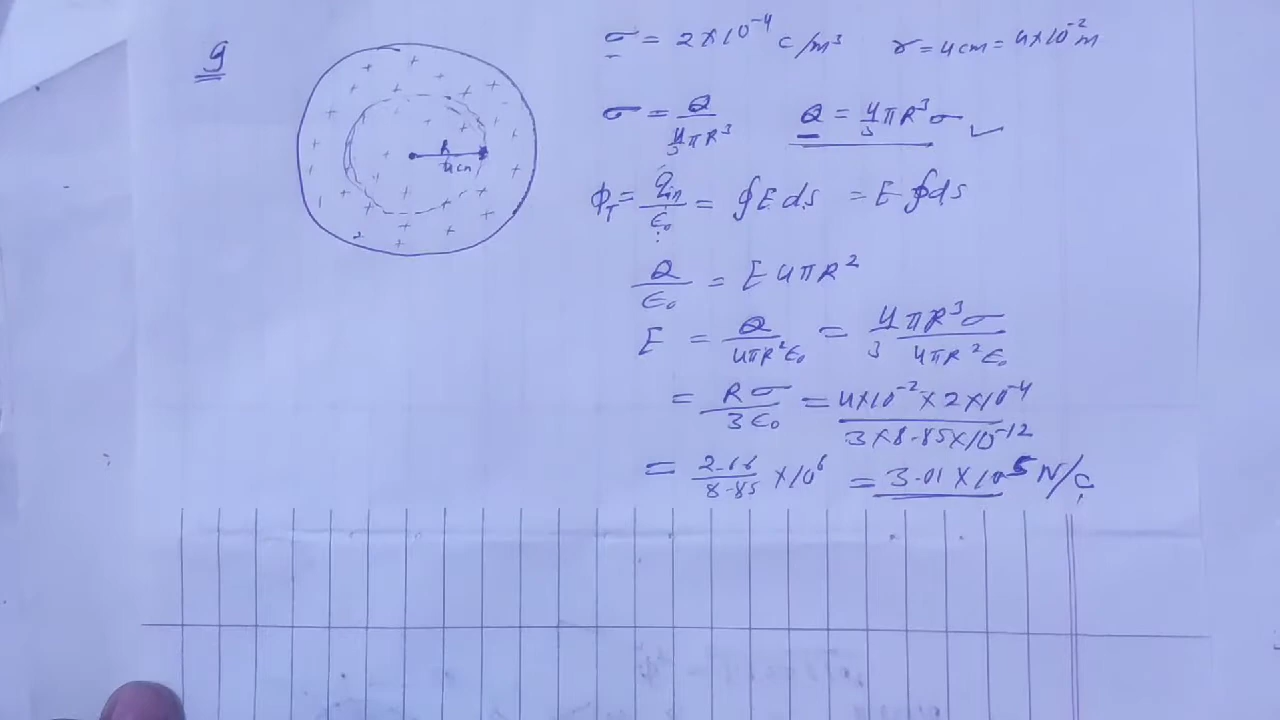 9
σ = 2×10⁻⁴ c/m³ r = 4cm = 4×10⁻² m
σ = Q / 4/3 πR³ Q = 4/3 πR³ σ ✓
R
4cm
ϕ_T = q_in / ϵ₀ = ∮E ds = E ∮ds
Q / ϵ₀ = E 4πR²
E = Q / 4πR²ϵ₀ = 4/3 πR³σ / 4πR²ϵ₀
= Rσ / 3ϵ₀ = 4×10⁻² × 2×10⁻⁴ / 3×8.85×10⁻¹²
= 2.66 / 8.85 ×10⁶ = 3.01 × 10⁵ N/C